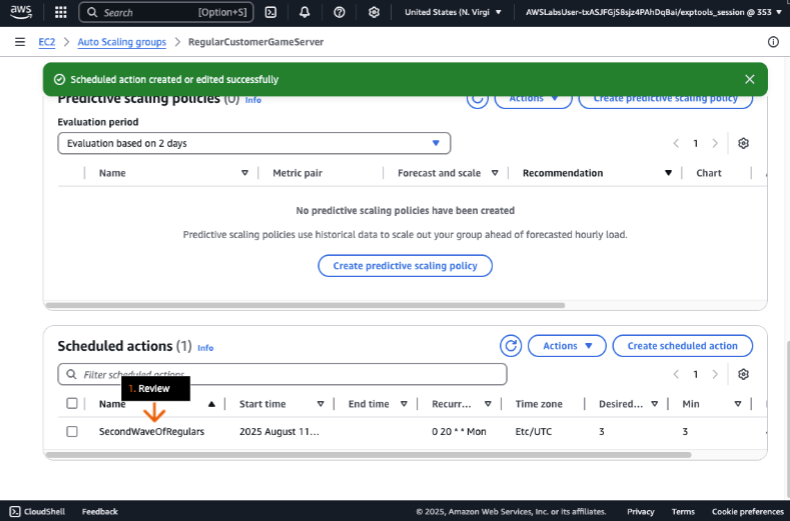 aws
Search [Option+S]
United States (N. Virgi
AWSLabsUser-txASJFGjS8sjz4PAhDqBai/exptools_session @ 353
EC2 > Auto Scaling groups > RegularCustomerGameServer
Scheduled action created or edited successfully
Predictive scaling policies (0) Info
Actions
Create predictive scaling policy
Evaluation period
Evaluation based on 2 days
1
Name Metric pair Forecast and scale Recommendation Chart
No predictive scaling policies have been created
Predictive scaling policies use historical data to scale out your group ahead of forecasted hourly load.
Create predictive scaling policy
Scheduled actions (1) Info
Actions
Create scheduled action
Filter scheduled actions
1
1. Review
Name Start time End time Recurr... Time zone Desired... Min
SecondWaveOfRegulars 2025 August 11... 0 20 * * Mon Etc/UTC 3 3
CloudShell Feedback © 2025, Amazon Web Services, Inc. or its affiliates. Privacy Terms Cookie preferences